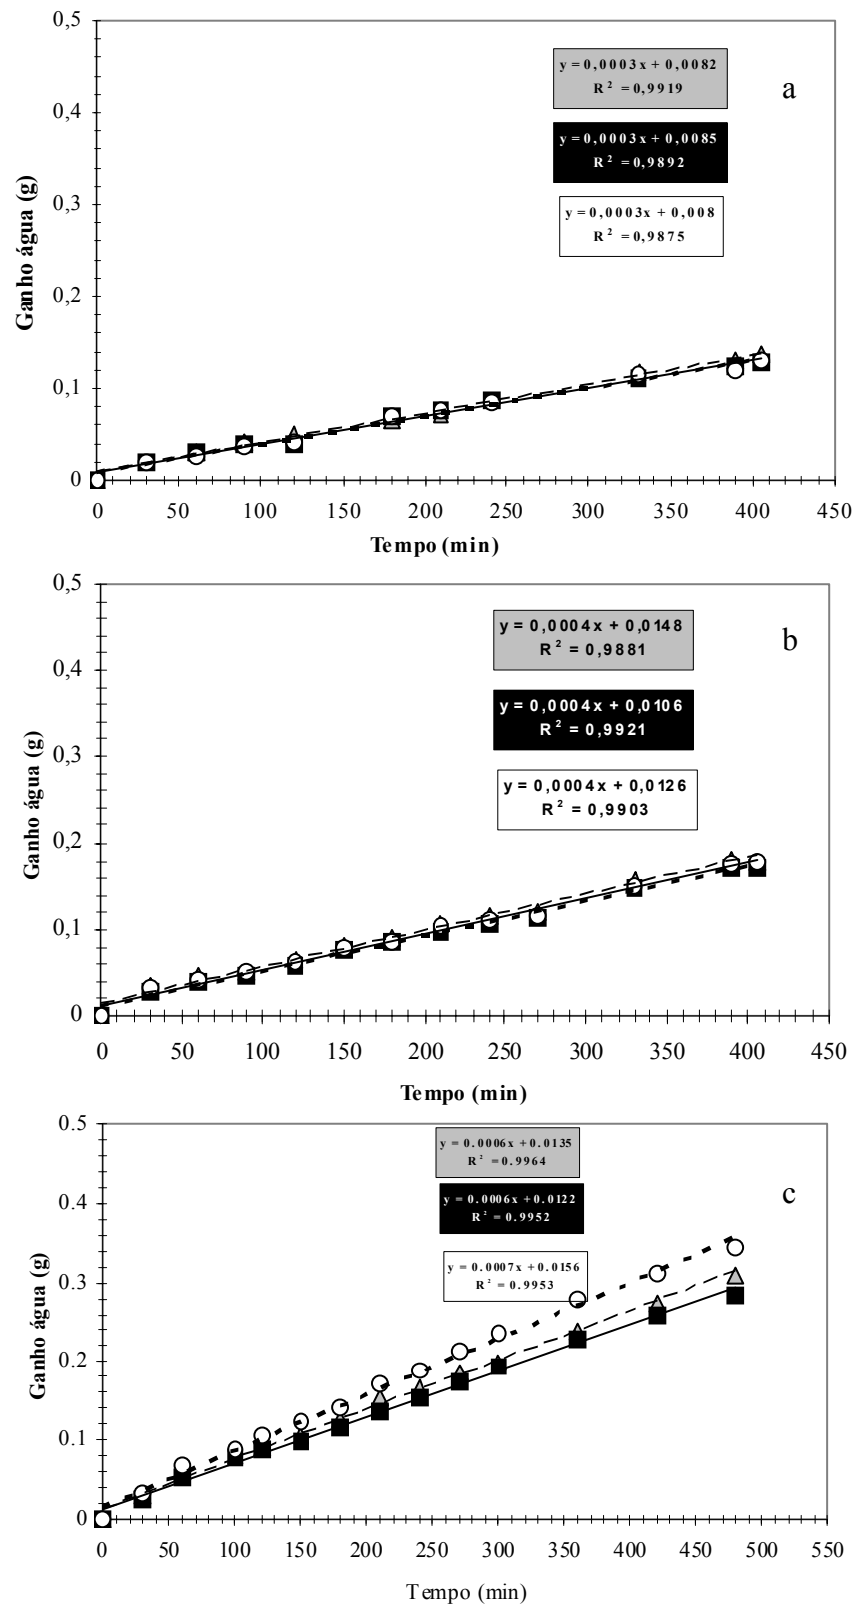 0,5
y = 0,0003x + 0,0082
R² = 0,9919
a
0,4
y = 0,0003x + 0,0085
R² = 0,9892
0,3
y = 0,0003x + 0,008
R² = 0,9875
0,2
0,1
0
Ganho água (g)
0 50 100 150 200 250 300 350 400 450
Tempo (min)
0,5
y = 0,0004x + 0,0148
R² = 0,9881
b
0,4
y = 0,0004x + 0,0106
R² = 0,9921
0,3
y = 0,0004x + 0,0126
R² = 0,9903
0,2
0,1
0
Ganho água (g)
0 50 100 150 200 250 300 350 400 450
Tempo (min)
0.5
y = 0.0006x + 0.0135
R² = 0.9964
c
0.4
y = 0.0006x + 0.0122
R² = 0.9952
0.3
y = 0.0007x + 0.0156
R² = 0.9953
0.2
0.1
0
Ganho água (g)
0 50 100 150 200 250 300 350 400 450 500 550
Tempo (min)